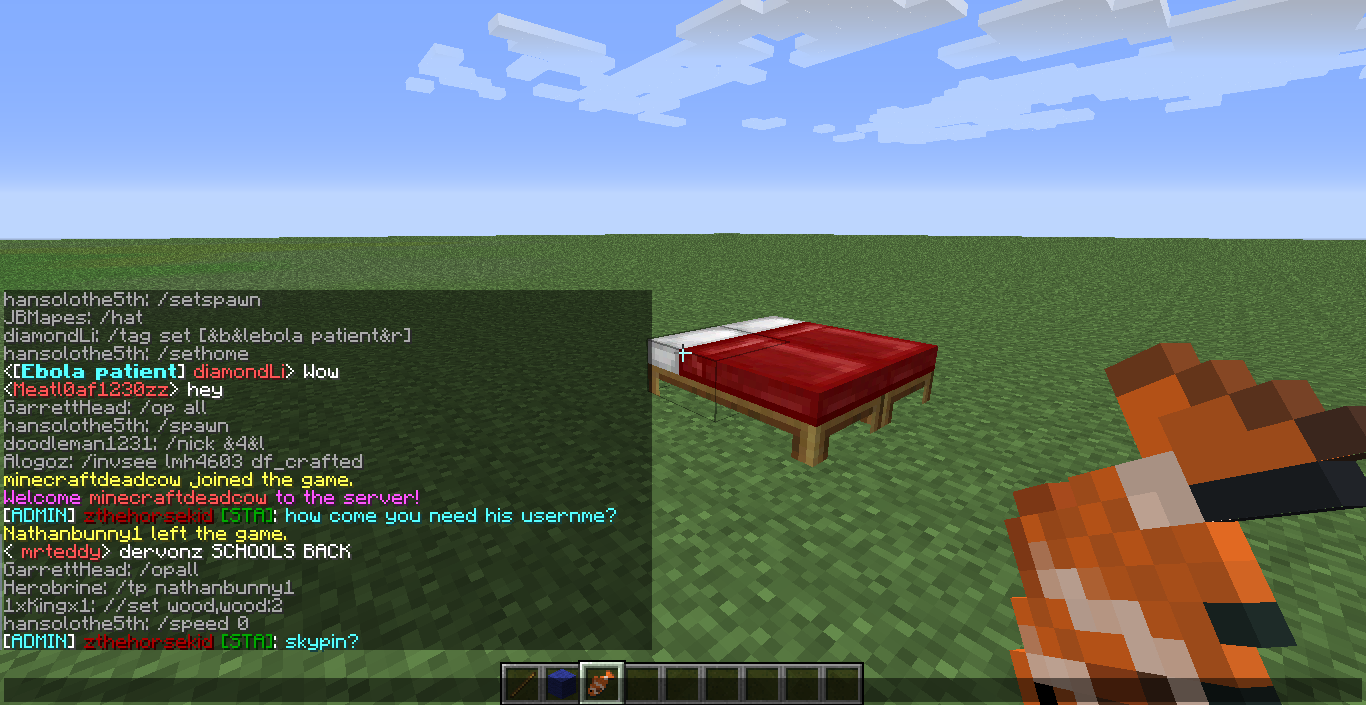 hansolothe5th: /setspawn
JBMapes: /hat
diamondLi: /tag set [&b&lebola patient&r]
hansolothe5th: /sethome
<[Ebola patient] diamondLi> Wow
<Meatl0af1230zz> hey
GarrettHead: /op all
hansolothe5th: /spawn
doodleman1231: /nick &4&l
Alogoz: /invsee lmh4603 df_crafted
minecraftdeadcow joined the game.
Welcome minecraftdeadcow to the server!
[ADMIN] zthehorsekid [STA]: how come you need his usernme?
Nathanbunny1 left the game.
< mrteddy> dervonz SCHOOLS BACK
GarrettHead: /opall
Herobrine: /tp nathanbunny1
1xKingx1: //set wood,wood:2
hansolothe5th: /speed 0
[ADMIN] zthehorsekid [STA]: skypin?